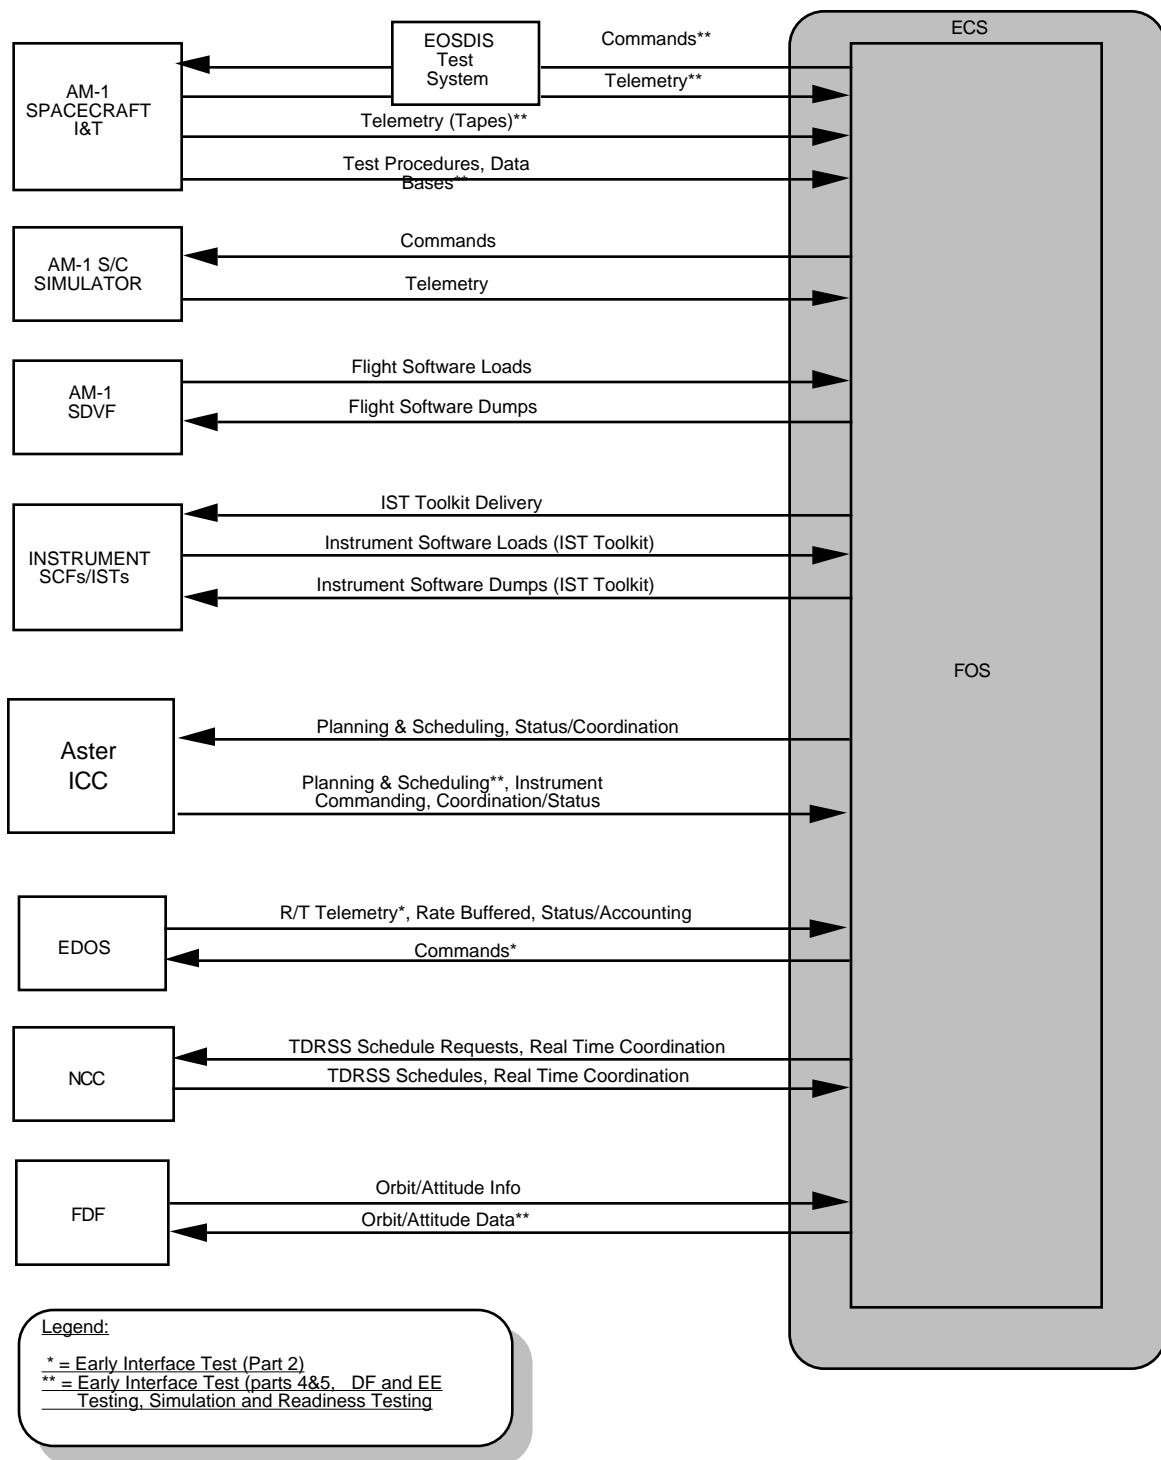 ECS
EOSDIS
Test
System
Commands**
Telemetry**
AM-1
SPACECRAFT
I&T
Telemetry (Tapes)**
Test Procedures, Data
Bases**
Commands
AM-1 S/C
SIMULATOR
Telemetry
Flight Software Loads
AM-1
SDVF
Flight Software Dumps
IST Toolkit Delivery
INSTRUMENT
SCFs/ISTs
Instrument Software Loads (IST Toolkit)
Instrument Software Dumps (IST Toolkit)
FOS
Planning & Scheduling, Status/Coordination
Aster
ICC
Planning & Scheduling**, Instrument
Commanding, Coordination/Status
R/T Telemetry*, Rate Buffered, Status/Accounting
EDOS
Commands*
TDRSS Schedule Requests, Real Time Coordination
NCC
TDRSS Schedules, Real Time Coordination
Orbit/Attitude Info
FDF
Orbit/Attitude Data**
Legend:
* = Early Interface Test (Part 2)
** = Early Interface Test (parts 4&5, DF and EE
Testing, Simulation and Readiness Testing